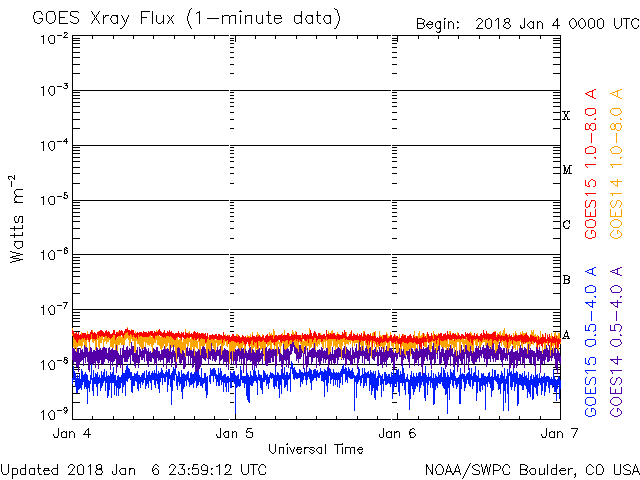 GOES Xray Flux (1-minute data)
Begin: 2018 Jan 4 0000 UTC
10⁻²
10⁻³
10⁻⁴
10⁻⁵
10⁻⁶
10⁻⁷
10⁻⁸
10⁻⁹
Watts m⁻²
X
M
C
B
A
GOES15 1.0-8.0 A
GOES14 1.0-8.0 A
GOES15 0.5-4.0 A
GOES14 0.5-4.0 A
Jan 4
Jan 5
Jan 6
Jan 7
Universal Time
Updated 2018 Jan 6 23:59:12 UTC
NOAA/SWPC Boulder, CO USA